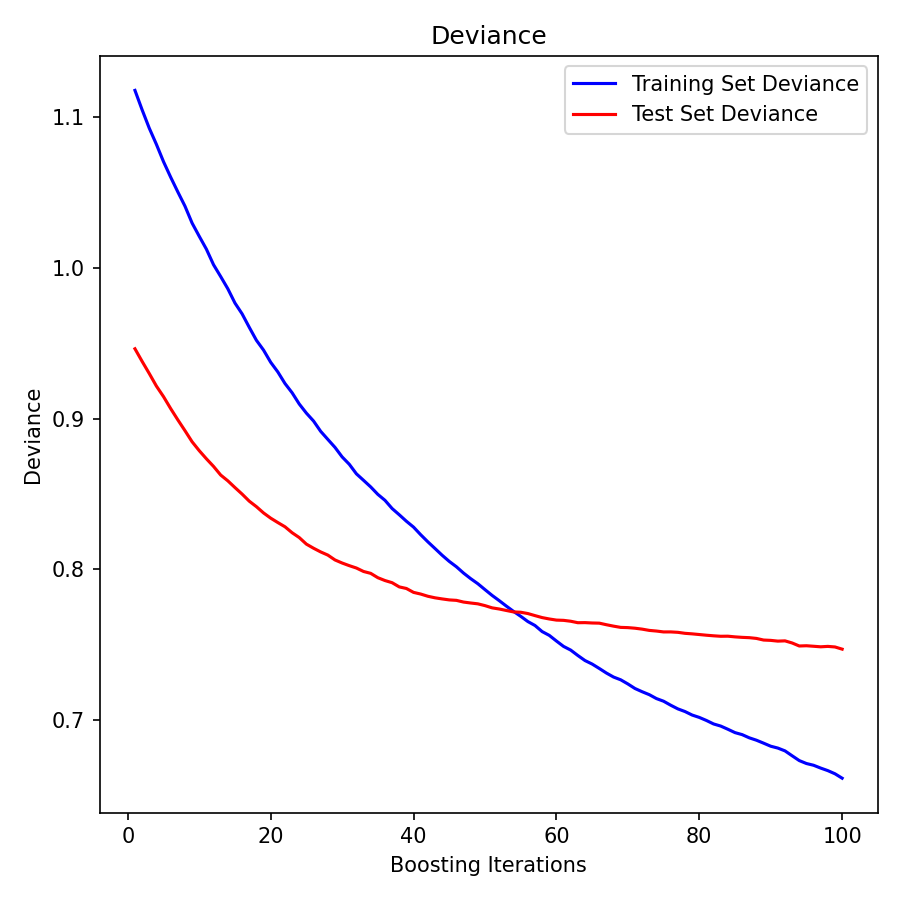 Deviance
Training Set Deviance
Test Set Deviance
1.1
1.0
0.9
0.8
0.7
Deviance
0 20 40 60 80 100
Boosting Iterations